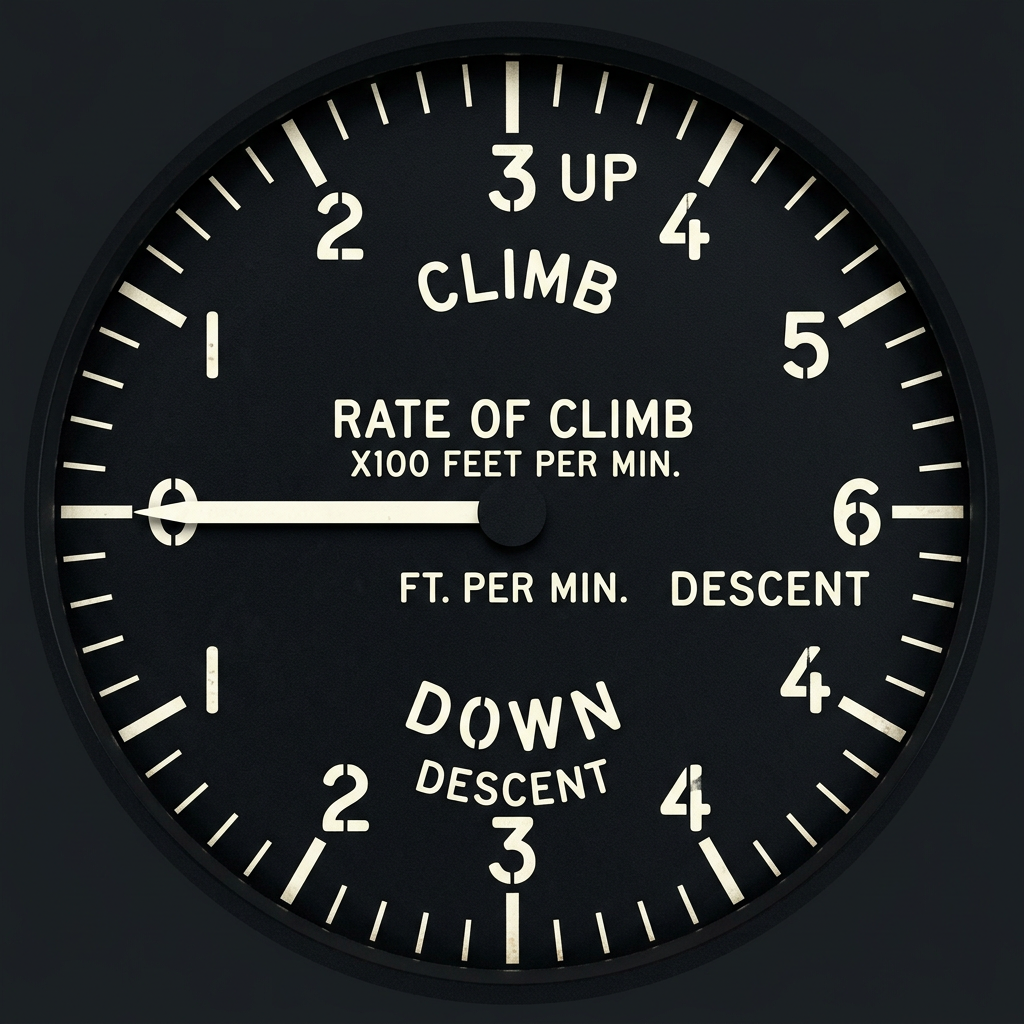 3 UP
2
4
CLIMB
1
5
RATE OF CLIMB
X100 FEET PER MIN.
0
6
FT. PER MIN. DESCENT
1
4
DOWN
DESCENT
2
4
3